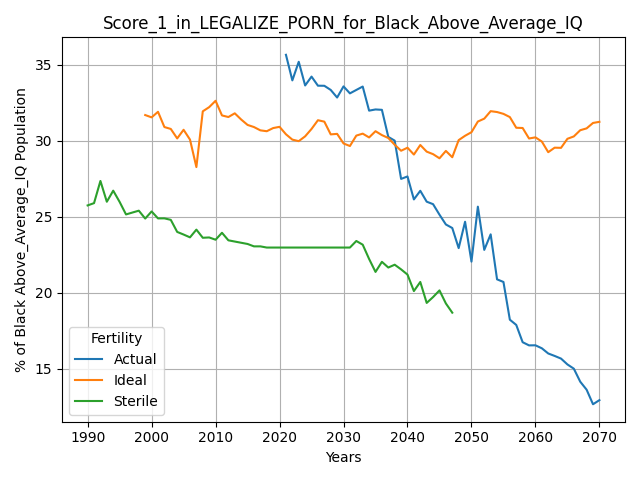 Score_1_in_LEGALIZE_PORN_for_Black_Above_Average_IQ
% of Black Above_Average_IQ Population
35
30
25
20
15
Fertility
Actual
Ideal
Sterile
1990 2000 2010 2020 2030 2040 2050 2060 2070
Years